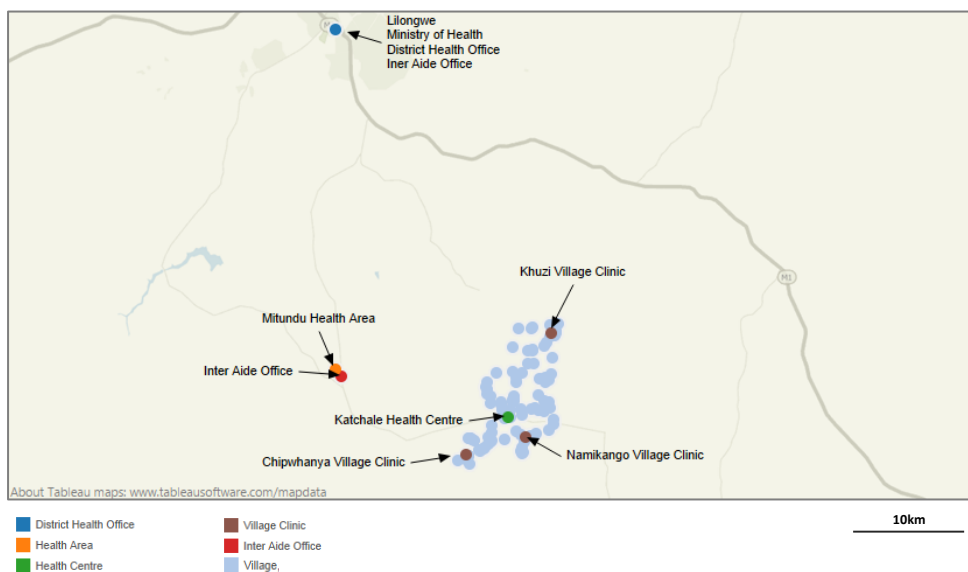 Lilongwe
Ministry of Health
District Health Office
Iner Aide Office
Khuzi Village Clinic
M1
Mitundu Health Area
Inter Aide Office
Katchale Health Centre
Chipwhanya Village Clinic
Namikango Village Clinic
About Tableau maps: www.tableausoftware.com/mapdata
District Health Office
Health Area
Health Centre
Village Clinic
Inter Aide Office
Village,
10km